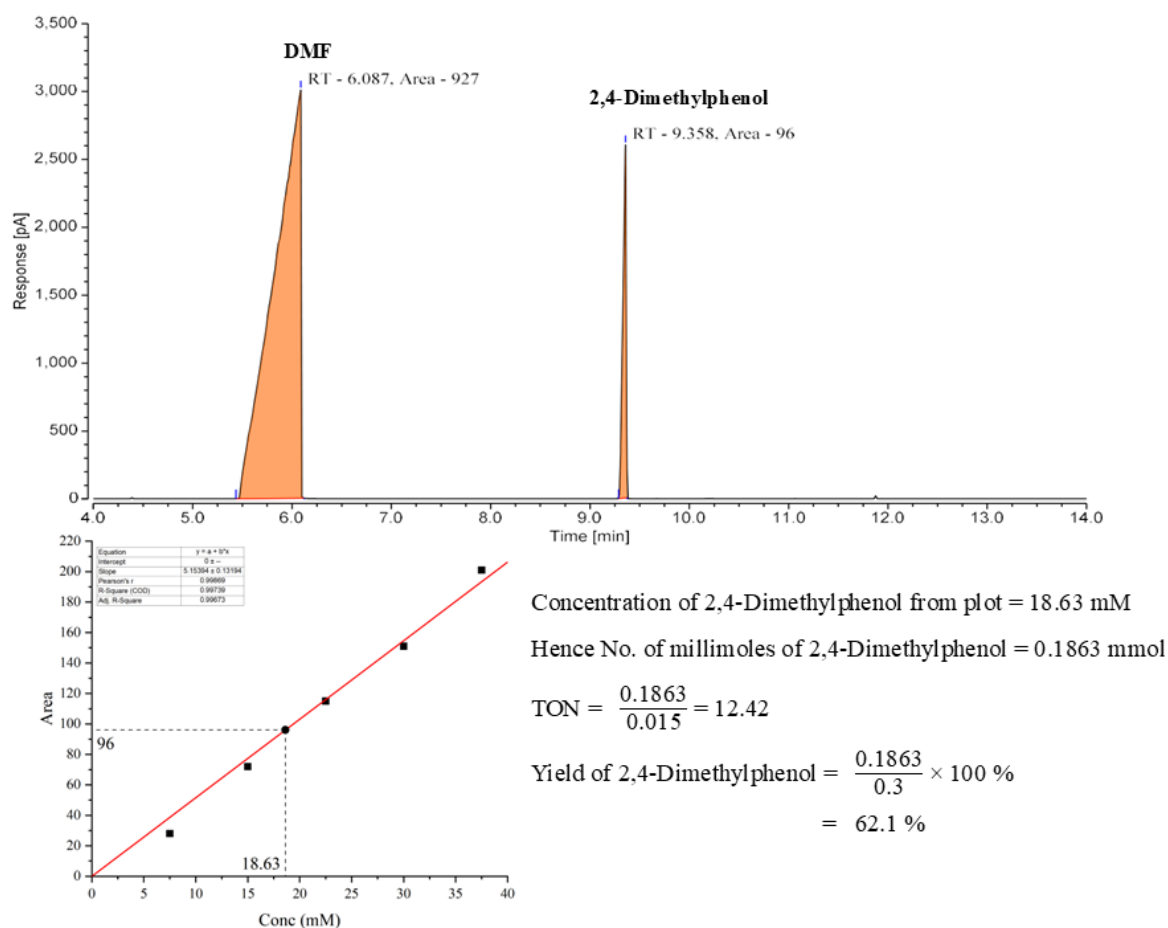 3,500
3,000
2,500
2,000
1,500
1,000
500
0
Response [pA]
DMF
RT - 6.087, Area - 927
2,4-Dimethylphenol
RT - 9.358, Area - 96
4.0 5.0 6.0 7.0 8.0 9.0 10.0 11.0 12.0 13.0 14.0
Time [min]
220
200
180
160
140
120
100
80
60
40
20
0
Area
Equation y = a + b*x
Intercept 0 ± --
Slope 5.15394 ± 0.13194
Pearson's r 0.99869
R-Square (COD) 0.99739
Adj. R-Square 0.99673
96
18.63
0 5 10 15 20 25 30 35 40
Conc (mM)
Concentration of 2,4-Dimethylphenol from plot = 18.63 mM
Hence No. of millimoles of 2,4-Dimethylphenol = 0.1863 mmol
TON = 0.1863 / 0.015 = 12.42
Yield of 2,4-Dimethylphenol = 0.1863 / 0.3 × 100 %
= 62.1 %